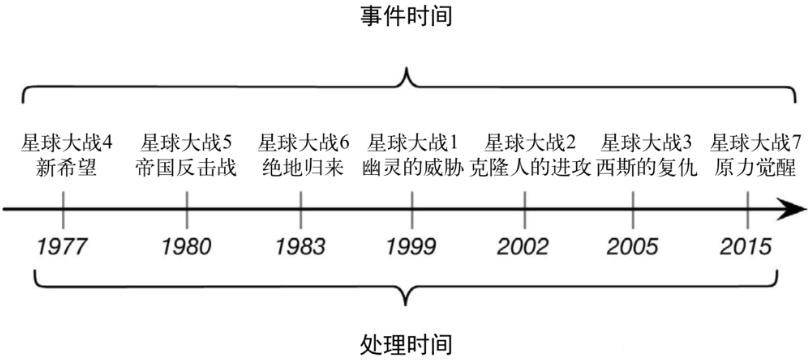 事件时间
星球大战4 星球大战5 星球大战6 星球大战1 星球大战2 星球大战3 星球大战7
新希望 帝国反击战 绝地归来 幽灵的威胁 克隆人的进攻 西斯的复仇 原力觉醒
1977 1980 1983 1999 2002 2005 2015
处理时间